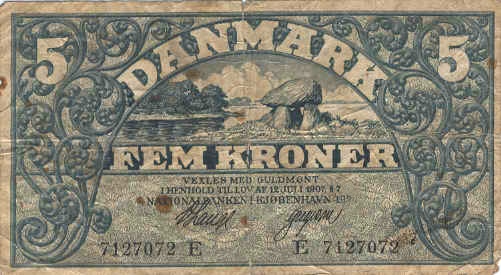 5 DANMARK 5
FEM KRONER
VEXLES MED GULDMØNT
I HENHOLD TIL LOV AF 12 JULI 1907, § 7
NATIONALBANKEN I KJØBENHAVN
7127072 E E 7127072